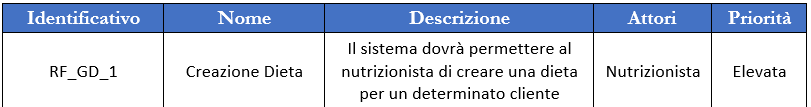 Identificativo Nome Descrizione Attori Priorità
RF_GD_1 Creazione Dieta Il sistema dovrà permettere al nutrizionista di creare una dieta per un determinato cliente Nutrizionista Elevata